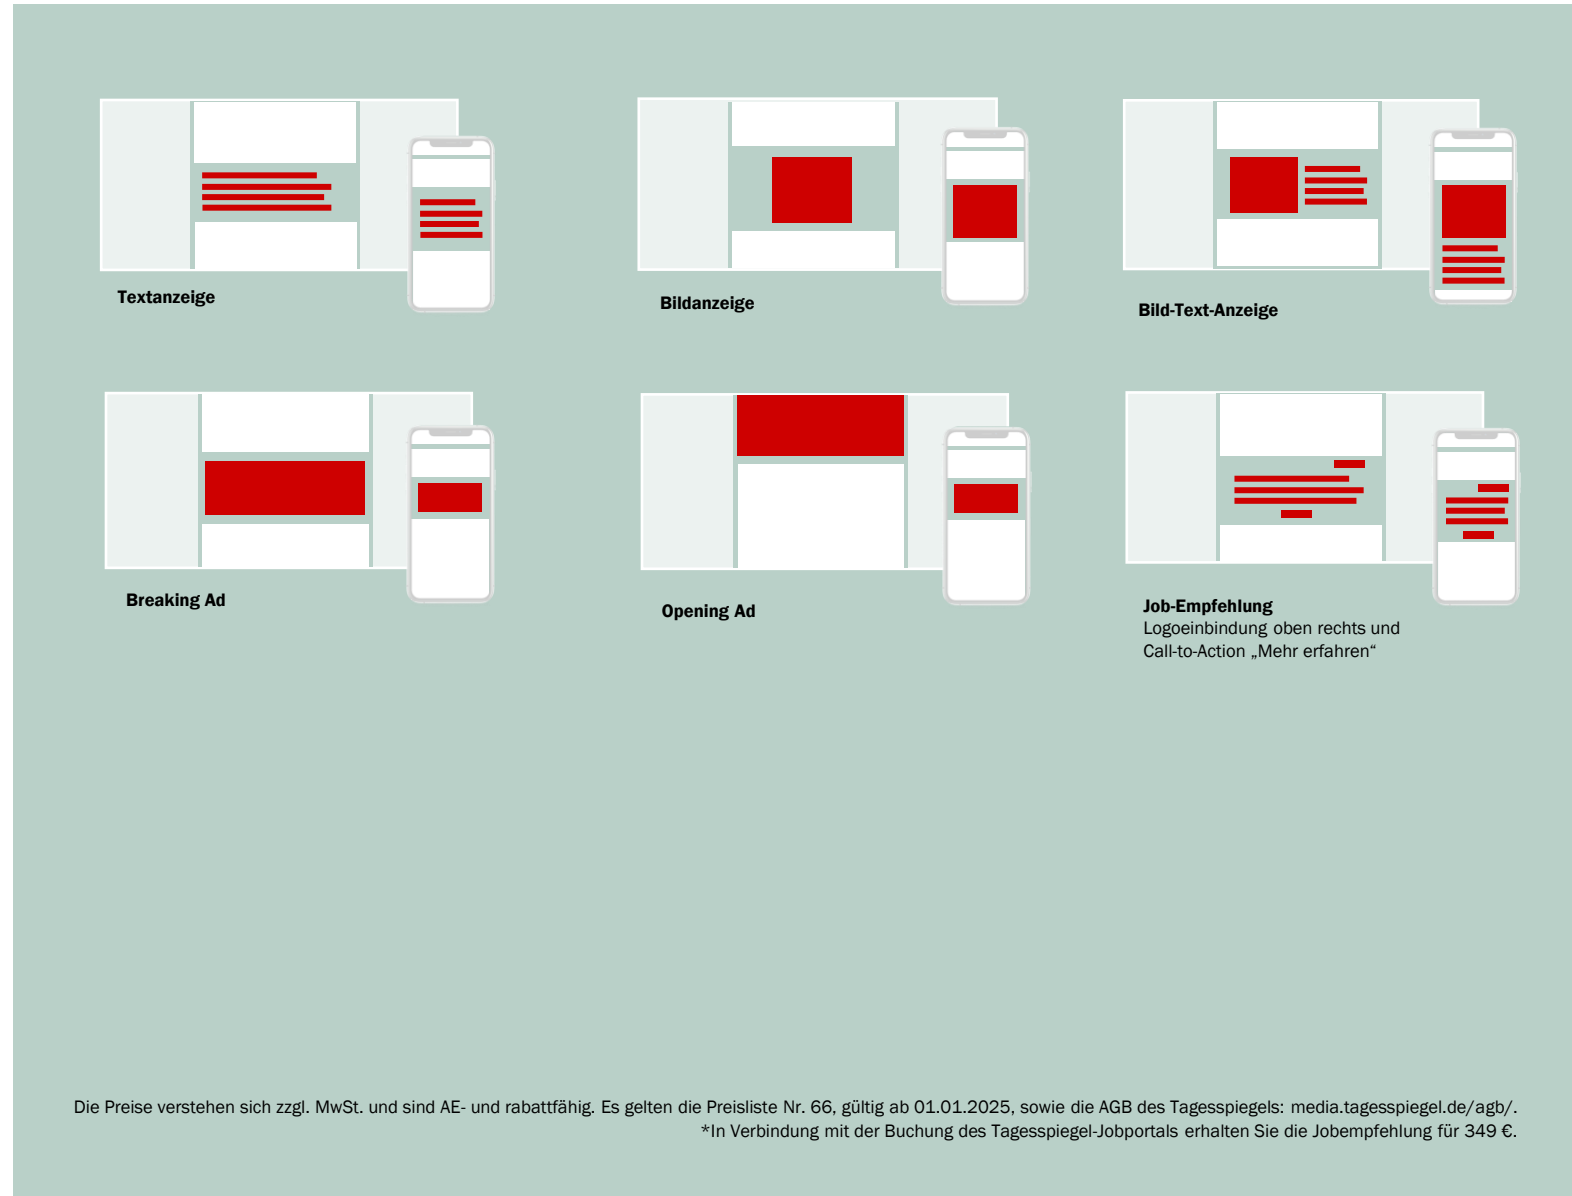 Textanzeige
Bildanzeige
Bild-Text-Anzeige
Breaking Ad
Opening Ad
Job-Empfehlung
Logoeinbindung oben rechts und
Call-to-Action „Mehr erfahren“
Die Preise verstehen sich zzgl. MwSt. und sind AE- und rabattfähig. Es gelten die Preisliste Nr. 66, gültig ab 01.01.2025, sowie die AGB des Tagesspiegels: media.tagesspiegel.de/agb/.
*In Verbindung mit der Buchung des Tagesspiegel-Jobportals erhalten Sie die Jobempfehlung für 349 €.